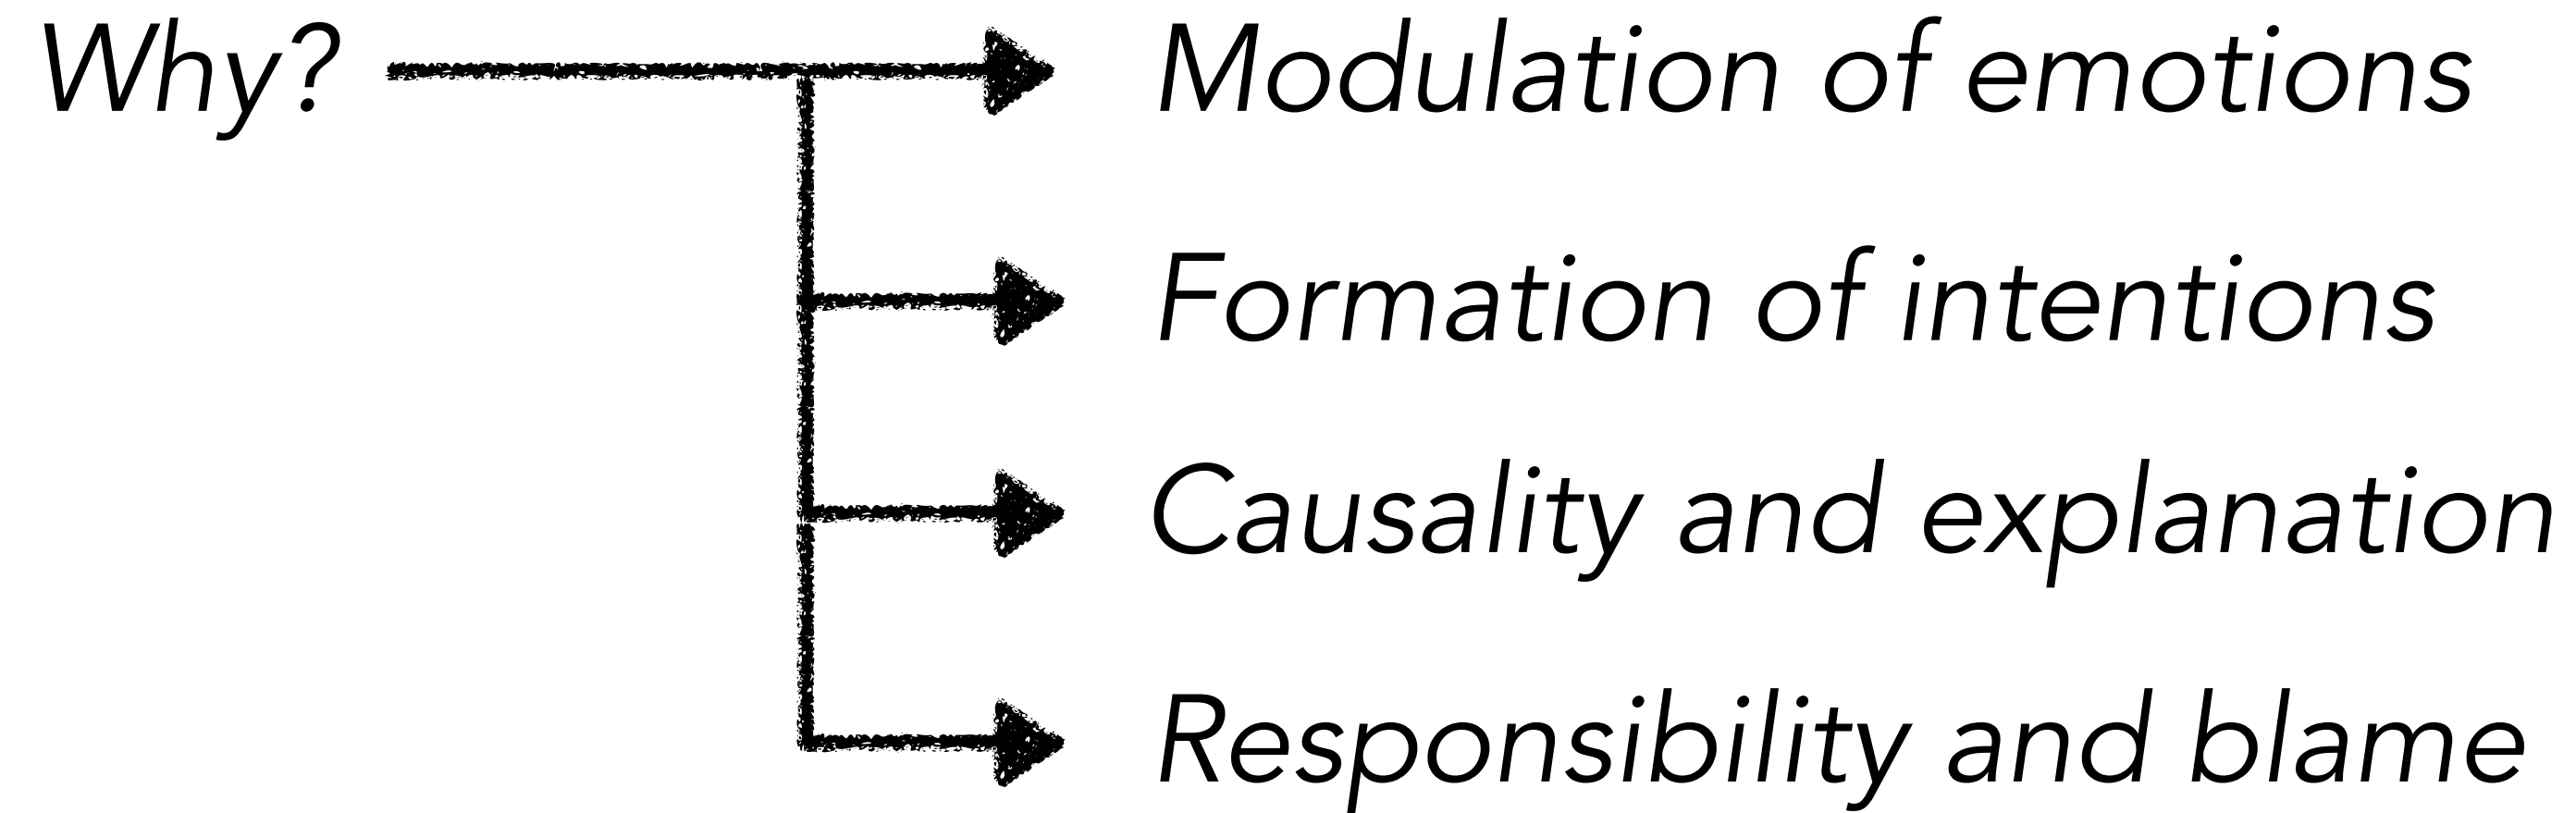 Why? Modulation of emotions
Formation of intentions
Causality and explanation
Responsibility and blame